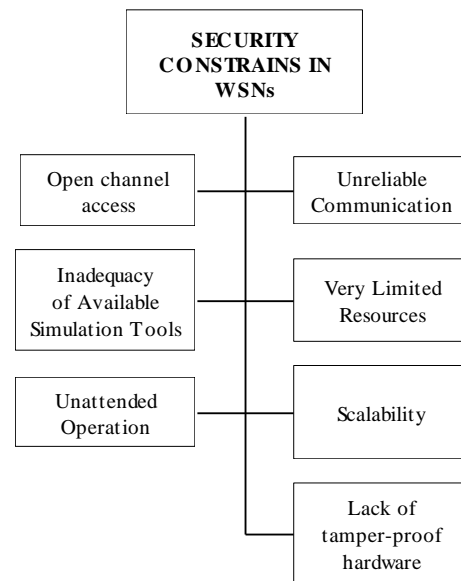 SECURITY
CONSTRAINS IN
WSNs
Open channel
access
Unreliable
Communication
Inadequacy
of Available
Simulation Tools
Very Limited
Resources
Unattended
Operation
Scalability
Lack of
tamper-proof
hardware